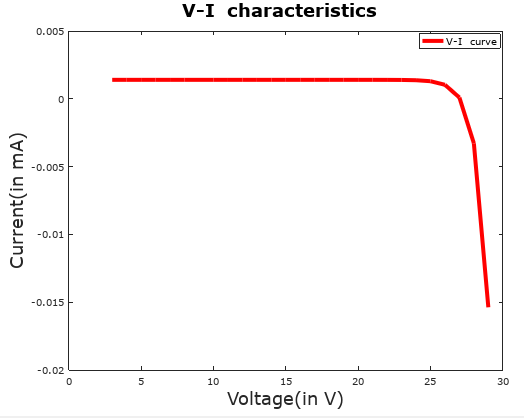 V-I characteristics
V-I curve
0.005
0
-0.005
-0.01
-0.015
-0.02
0 5 10 15 20 25 30
Current(in mA)
Voltage(in V)